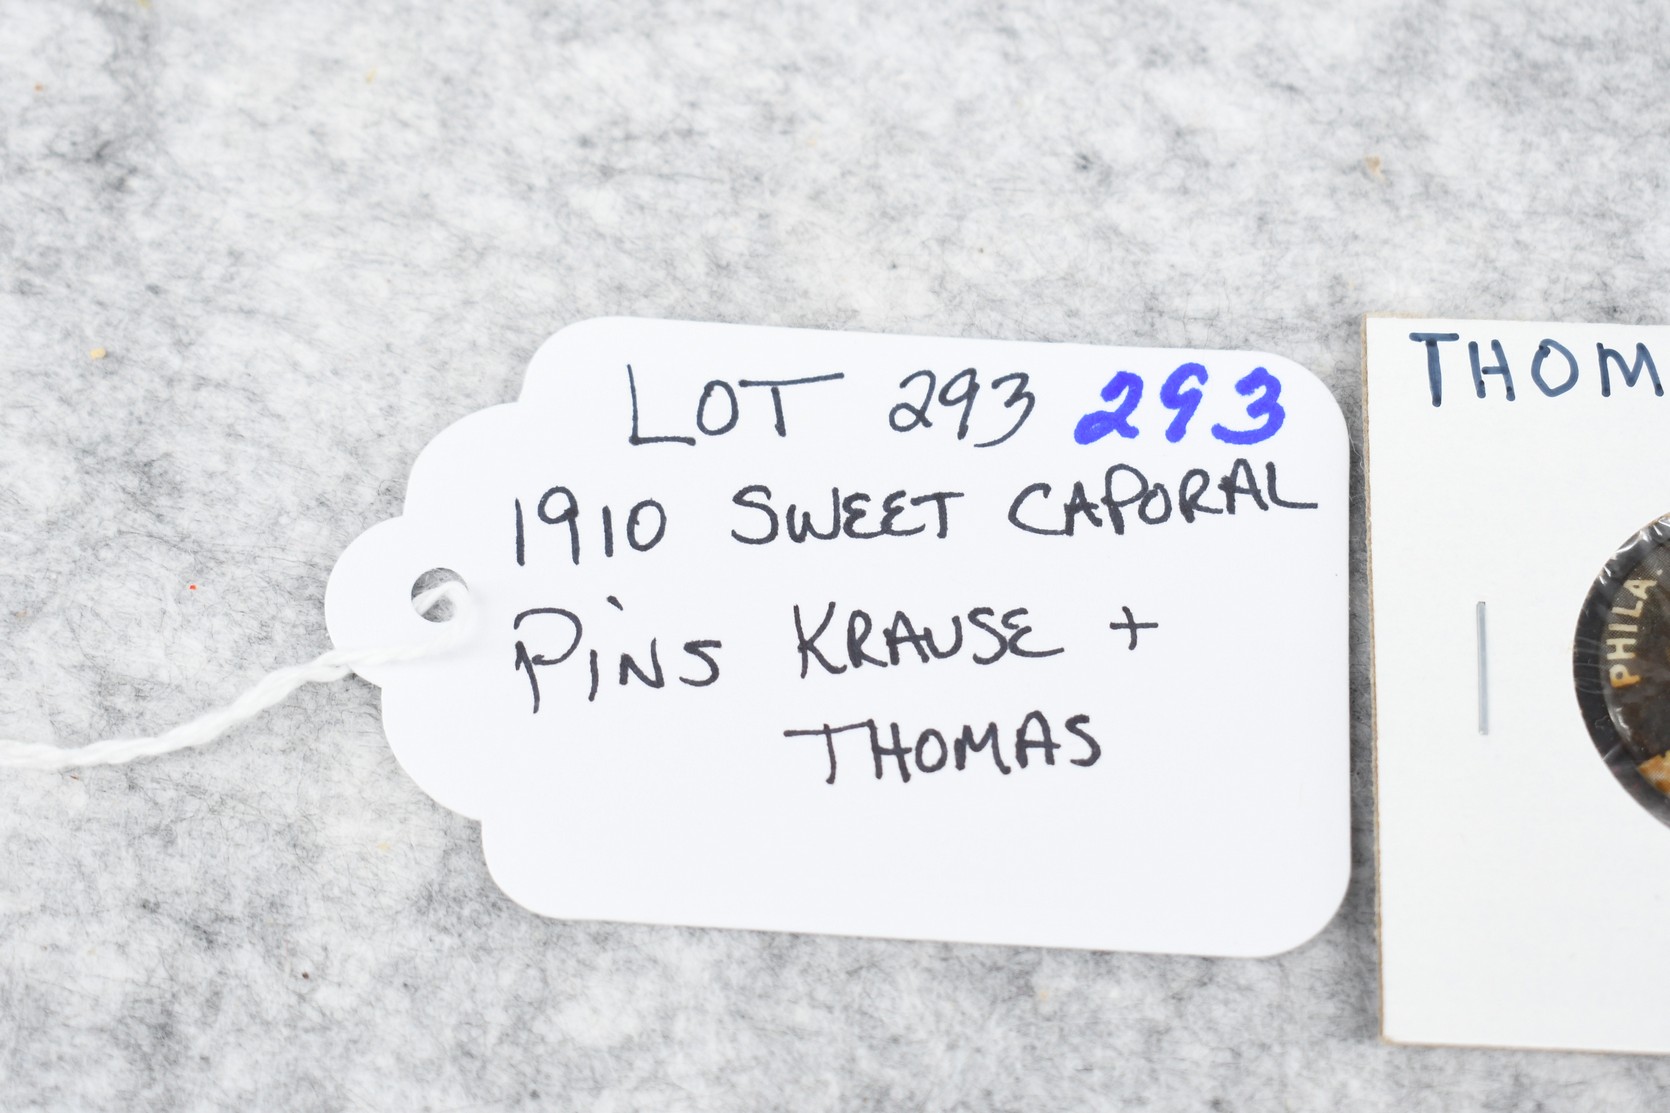 LOT 293 293
1910 SWEET CAPORAL
PiNS KRAUSE +
THOMAS
THOM
PHILA.